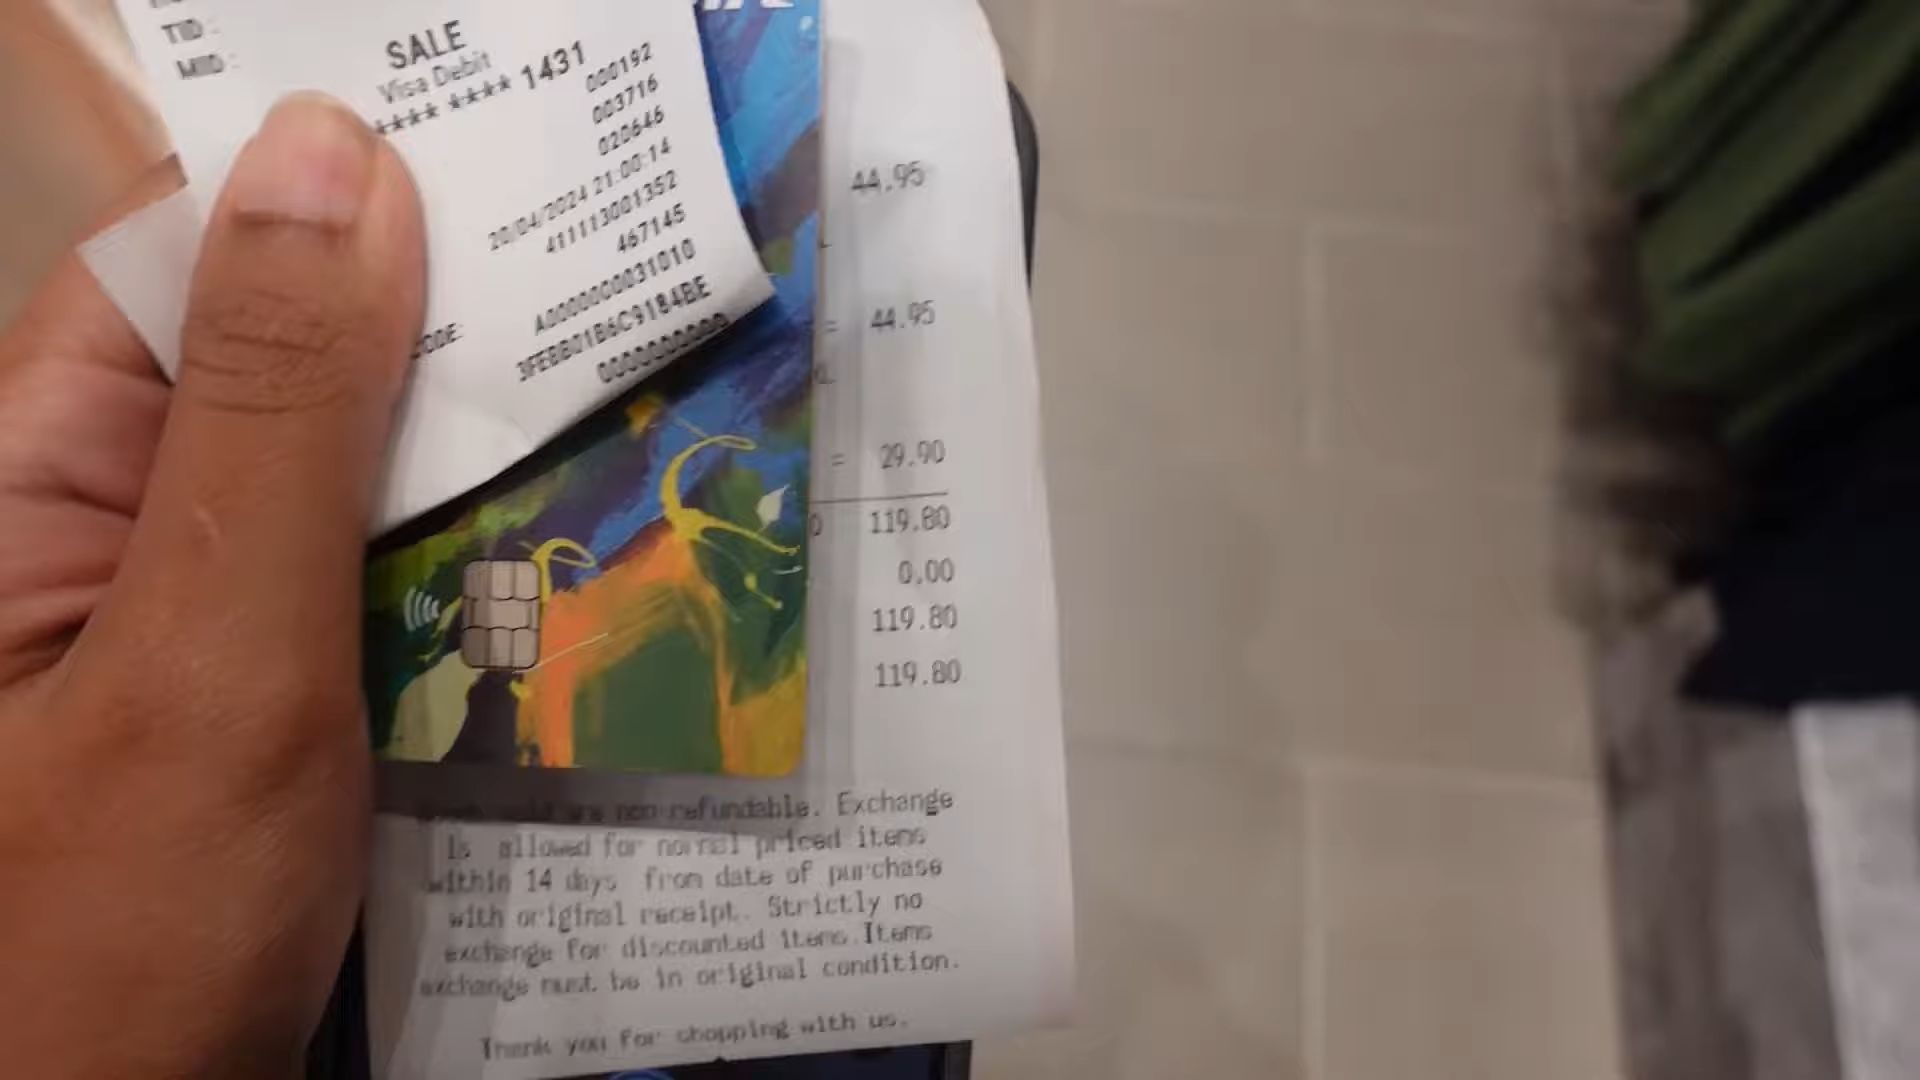 TID :
MID :
SALE
Visa Debit
**** **** 1431
000192
003716
020646
20/04/2024 21:00:14
411113001352
467145
A0000000031010
CODE: 3FEBB01B6C9184BE
0000000000
44.95
= 44.95
= 29.90
119.80
0.00
119.80
119.80
are non-refundable. Exchange
is allowed for normal priced items
within 14 days from date of purchase
with original receipt. Strictly no
exchange for discounted items.Items
exchange must be in original condition.
Thank you for shopping with us.